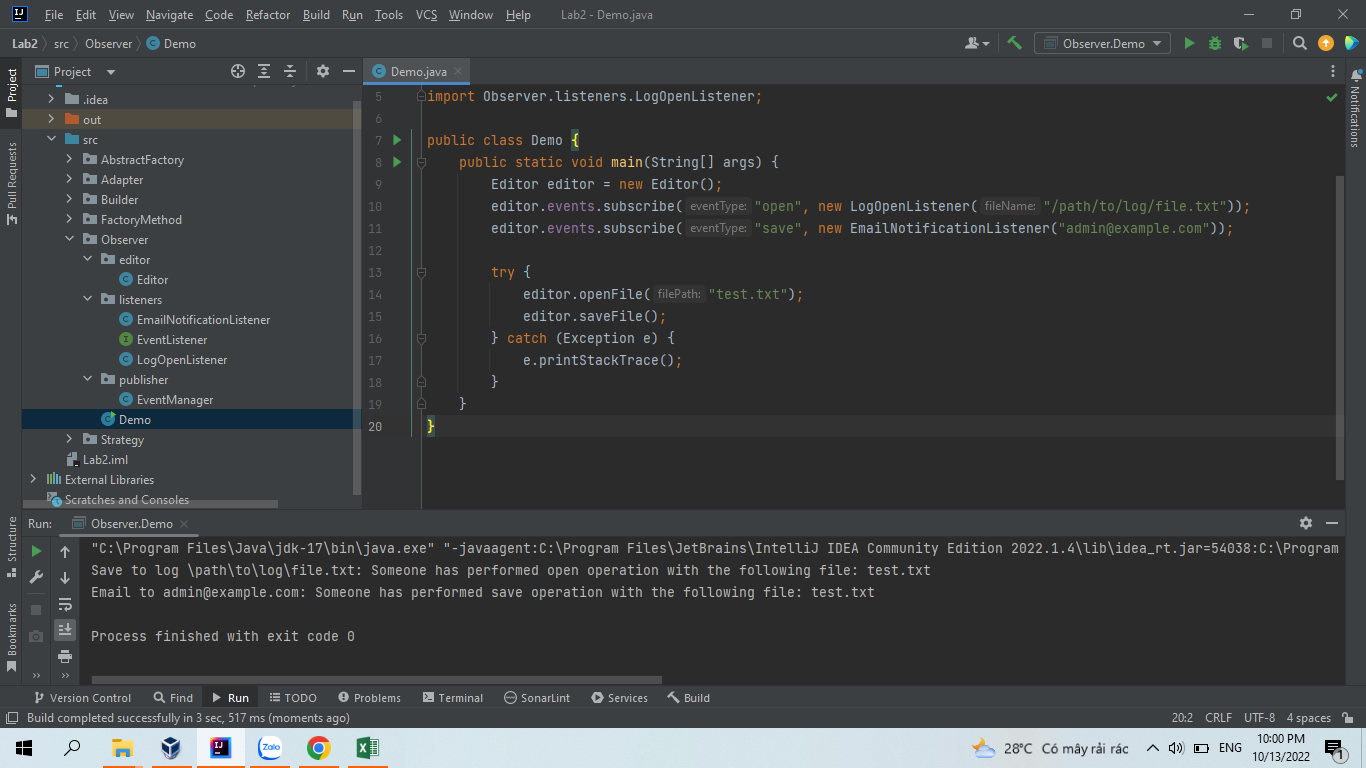 File Edit View Navigate Code Refactor Build Run Tools VCS Window Help Lab2 - Demo.java
Lab2 src Observer Demo
Observer.Demo
Project
Demo.java
Project
Pull Requests
Structure
Bookmarks
Notifications
.idea
out
src
AbstractFactory
Adapter
Builder
FactoryMethod
Observer
editor
Editor
listeners
EmailNotificationListener
EventListener
LogOpenListener
publisher
EventManager
Demo
Strategy
Lab2.iml
External Libraries
Scratches and Consoles
5 import Observer.listeners.LogOpenListener;
6
7 public class Demo {
8 public static void main(String[] args) {
9 Editor editor = new Editor();
10 editor.events.subscribe( eventType: "open", new LogOpenListener( fileName: "/path/to/log/file.txt"));
11 editor.events.subscribe( eventType: "save", new EmailNotificationListener("admin@example.com"));
12
13 try {
14 editor.openFile( filePath: "test.txt");
15 editor.saveFile();
16 } catch (Exception e) {
17 e.printStackTrace();
18 }
19 }
20 }
Run: Observer.Demo
"C:\Program Files\Java\jdk-17\bin\java.exe" "-javaagent:C:\Program Files\JetBrains\IntelliJ IDEA Community Edition 2022.1.4\lib\idea_rt.jar=54038:C:\Program
Save to log \path\to\log\file.txt: Someone has performed open operation with the following file: test.txt
Email to admin@example.com: Someone has performed save operation with the following file: test.txt
Process finished with exit code 0
Version Control Find Run TODO Problems Terminal SonarLint Services Build
Build completed successfully in 3 sec, 517 ms (moments ago) 20:2 CRLF UTF-8 4 spaces
Zalo
28°C Có mây rải rác ENG
10:00 PM
10/13/2022
1